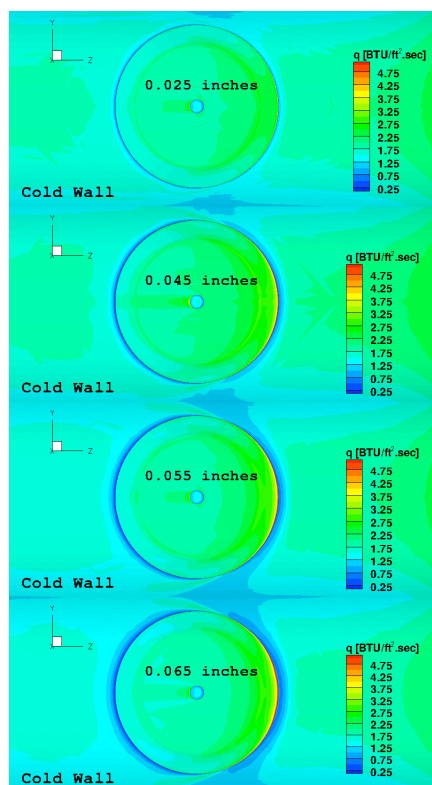 q [BTU/ft².sec]
Y
X Z
0.025 inches
4.75
4.25
3.75
3.25
2.75
2.25
1.75
1.25
0.75
0.25
Cold Wall
q [BTU/ft².sec]
Y
X Z
0.045 inches
4.75
4.25
3.75
3.25
2.75
2.25
1.75
1.25
0.75
0.25
Cold Wall
q [BTU/ft².sec]
Y
X Z
0.055 inches
4.75
4.25
3.75
3.25
2.75
2.25
1.75
1.25
0.75
0.25
Cold Wall
q [BTU/ft².sec]
Y
X Z
0.065 inches
4.75
4.25
3.75
3.25
2.75
2.25
1.75
1.25
0.75
0.25
Cold Wall